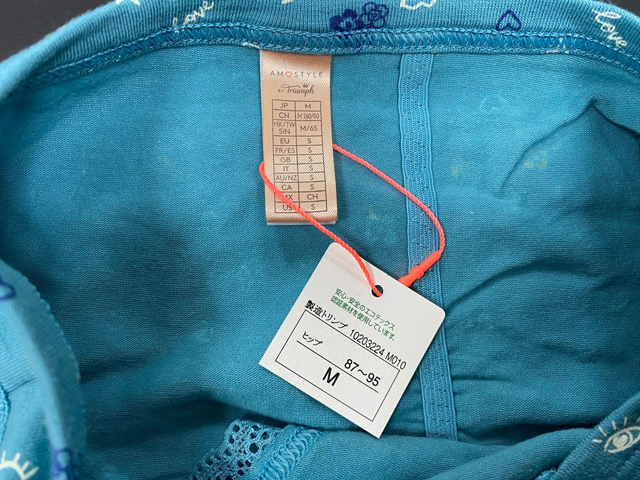 love
love
AMOSTYLE
BY Triumph
JP M
CN M 160/90
HK/TW SIN M/65
EU S
FR/ES S
GB S
IT S
AU/NZ S
CA S
MX CH
US S
安心・安全のエコテックス
認証素材を使用しています。
製造トリンプ 10203224 M010
ヒップ 87〜95
M